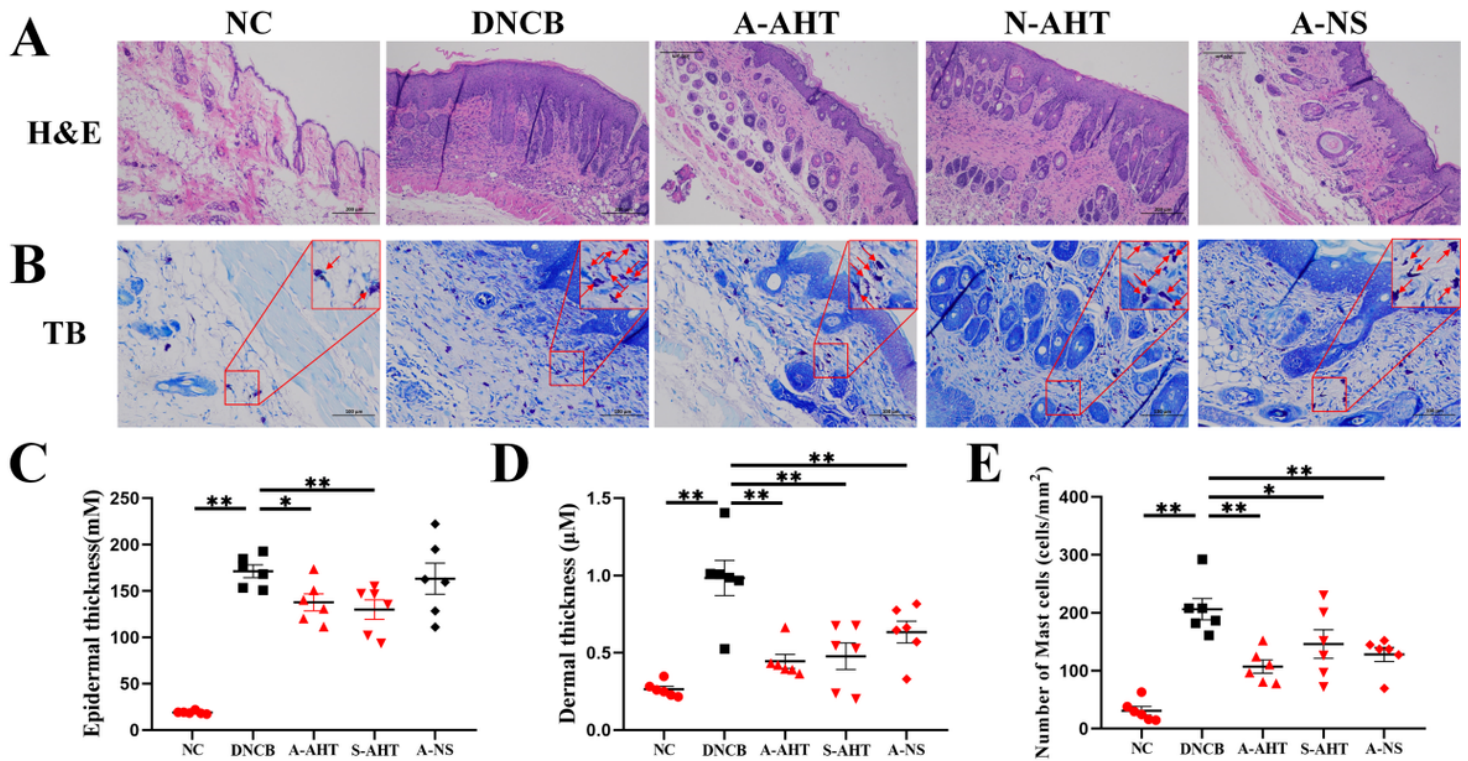 A NC DNCB A-AHT N-AHT A-NS
H&E
B
TB
C D E
** ** *
Epidermal thickness(mM)
250
200
150
100
50
0
NC DNCB A-AHT S-AHT A-NS
** ** ** **
Dermal thickness (μM)
1.5
1.0
0.5
0.0
NC DNCB A-AHT S-AHT A-NS
** * ** **
Number of Mast cells (cells/mm²)
400
300
200
100
0
NC DNCB A-AHT S-AHT A-NS